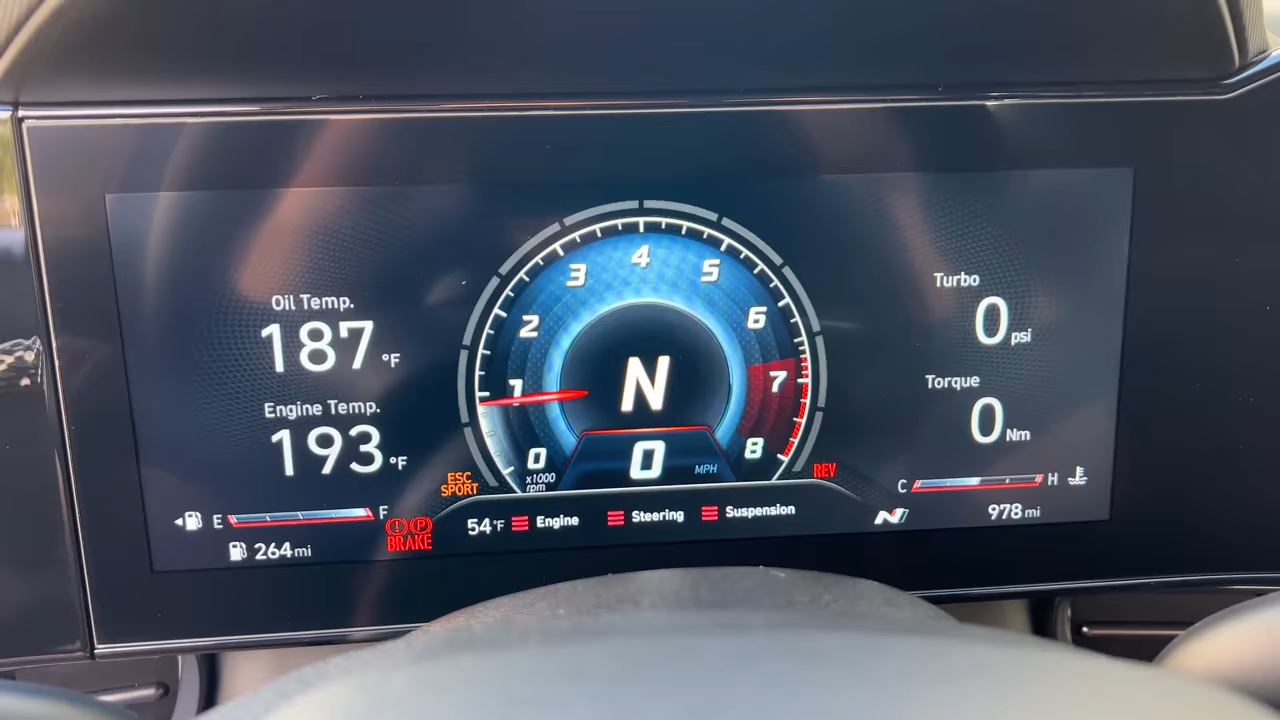 Oil Temp.
187 °F
Engine Temp.
193 °F
E F
264 mi
ESC
SPORT
P
BRAKE
0 1 2 3 4 5 6 7 8
N
0 MPH
x1000
rpm
REV
54°F Engine Steering Suspension
Turbo
0 psi
Torque
0 Nm
C H
N
978 mi